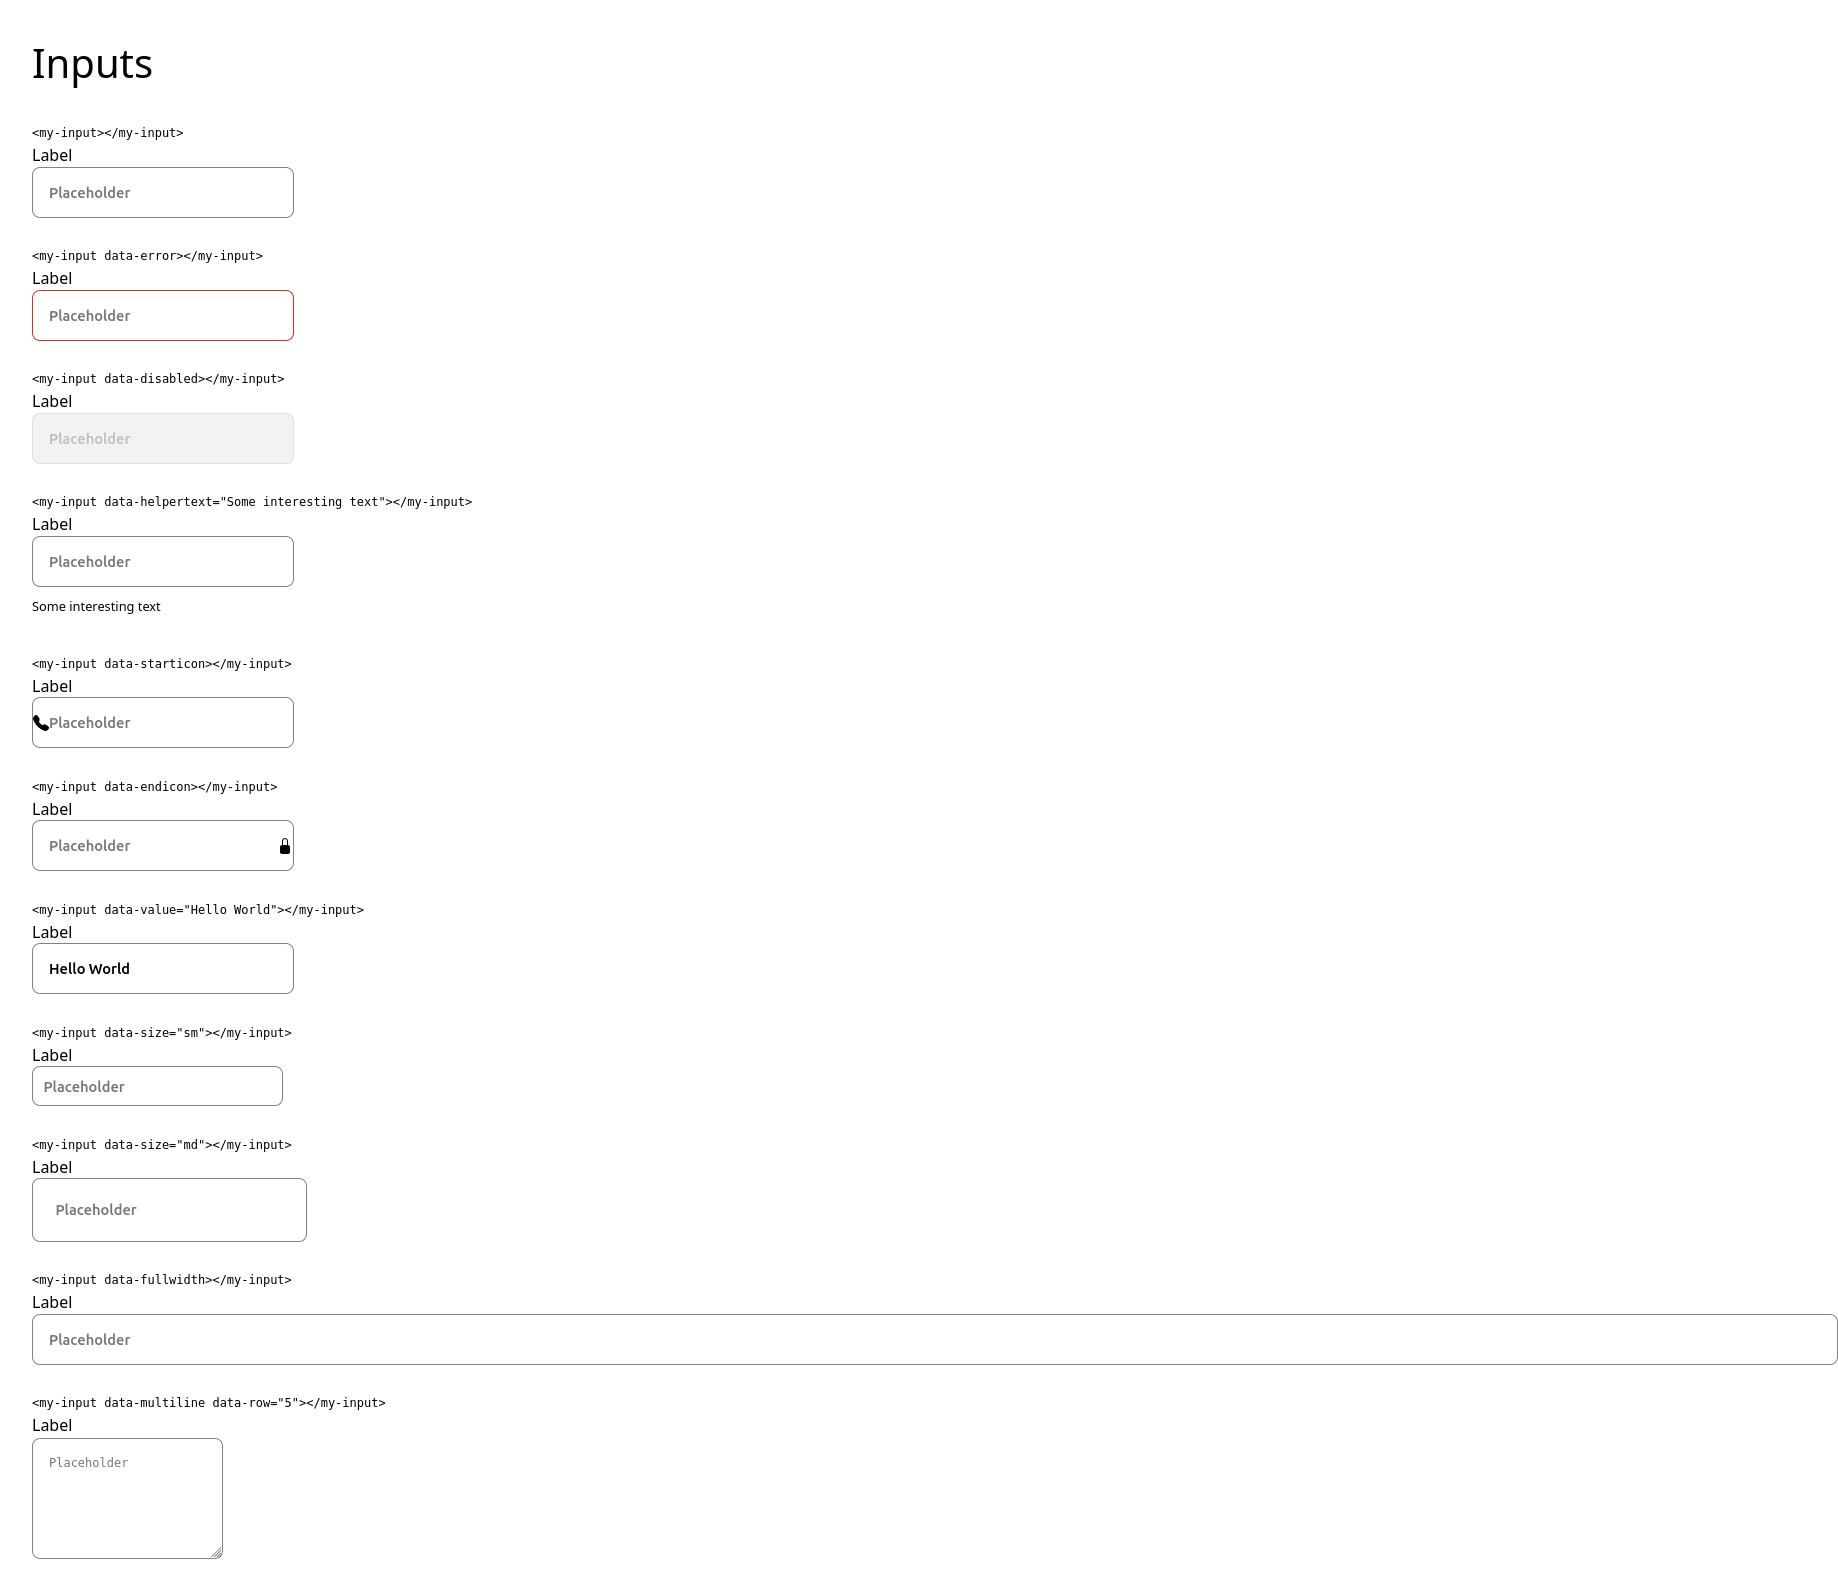 Inputs
<my-input></my-input>
Label
Placeholder
<my-input data-error></my-input>
Label
Placeholder
<my-input data-disabled></my-input>
Label
Placeholder
<my-input data-helpertext="Some interesting text"></my-input>
Label
Placeholder
Some interesting text
<my-input data-starticon></my-input>
Label
Placeholder
<my-input data-endicon></my-input>
Label
Placeholder
<my-input data-value="Hello World"></my-input>
Label
Hello World
<my-input data-size="sm"></my-input>
Label
Placeholder
<my-input data-size="md"></my-input>
Label
Placeholder
<my-input data-fullwidth></my-input>
Label
Placeholder
<my-input data-multiline data-row="5"></my-input>
Label
Placeholder